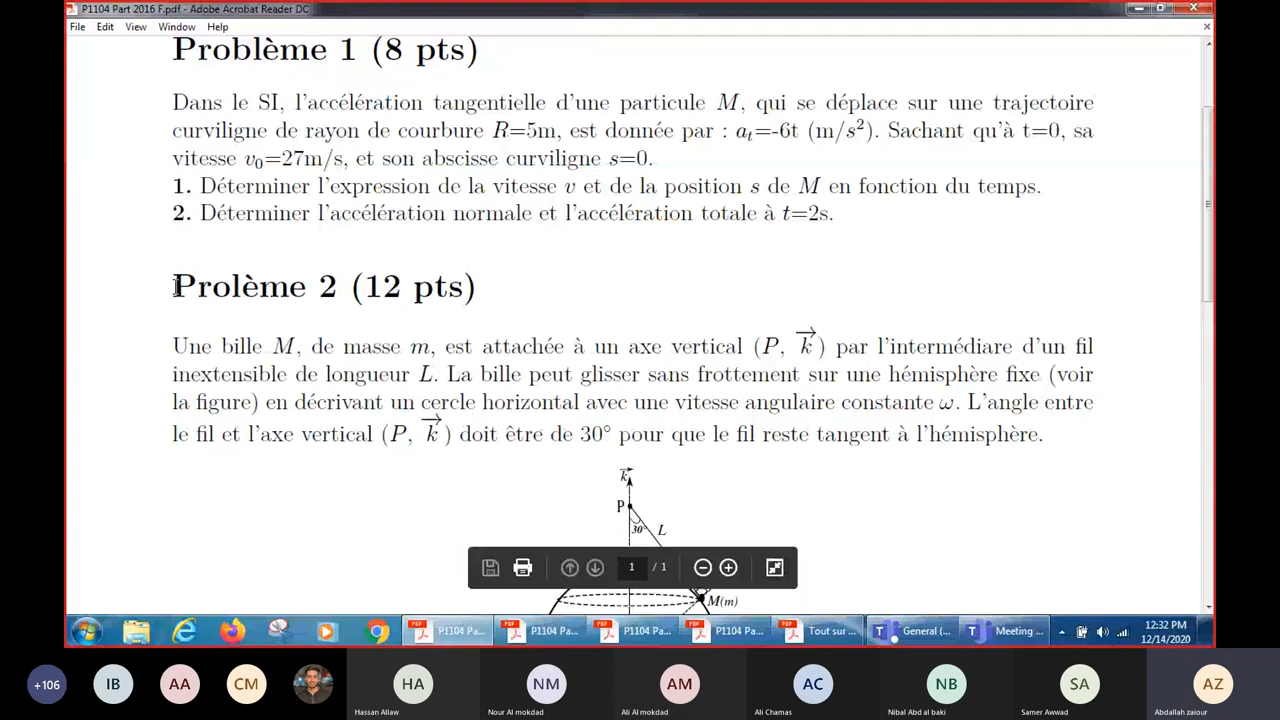 P1104 Part 2016 F.pdf - Adobe Acrobat Reader DC
File Edit View Window Help
Problème 1 (8 pts)
Dans le SI, l'accélération tangentielle d'une particule M, qui se déplace sur une trajectoire
curviligne de rayon de courbure R=5m, est donnée par : aₜ=-6t (m/s²). Sachant qu'à t=0, sa
vitesse v₀=27m/s, et son abscisse curviligne s=0.
1. Déterminer l'expression de la vitesse v et de la position s de M en fonction du temps.
2. Déterminer l'accélération normale et l'accélération totale à t=2s.
Prolème 2 (12 pts)
Une bille M, de masse m, est attachée à un axe vertical (P, k⃗) par l'intermédiare d'un fil
inextensible de longueur L. La bille peut glisser sans frottement sur une hémisphère fixe (voir
la figure) en décrivant un cercle horizontal avec une vitesse angulaire constante ω. L'angle entre
le fil et l'axe vertical (P, k⃗) doit être de 30° pour que le fil reste tangent à l'hémisphère.
k⃗
P
30° L
1 / 1
M(m)
P1104 Pa... P1104 Pa... P1104 Pa... P1104 Pa... Tout sur ... General (... Meeting ...
12:32 PM
12/14/2020
+106 IB AA CM HA NM AM AC NB SA AZ
Hassan Allaw Nour Al mokdad Ali Al mokdad Ali Chamas Nibal Abd al baki Samer Awwad Abdallah zaiour